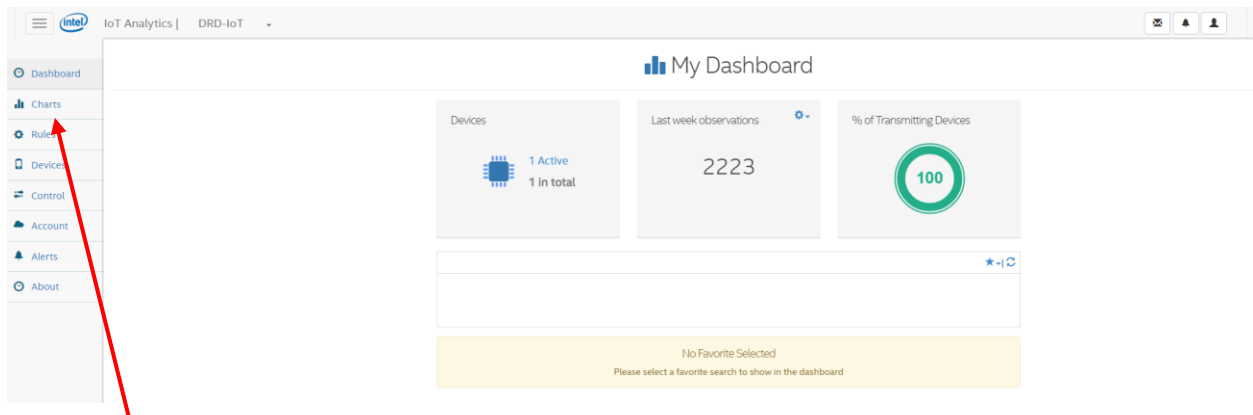 intel IoT Analytics | DRD-IoT
My Dashboard
Dashboard
Charts
Rules
Devices
Control
Account
Alerts
About
Devices
1 Active
1 in total
Last week observations
2223
% of Transmitting Devices
100
No Favorite Selected
Please select a favorite search to show in the dashboard